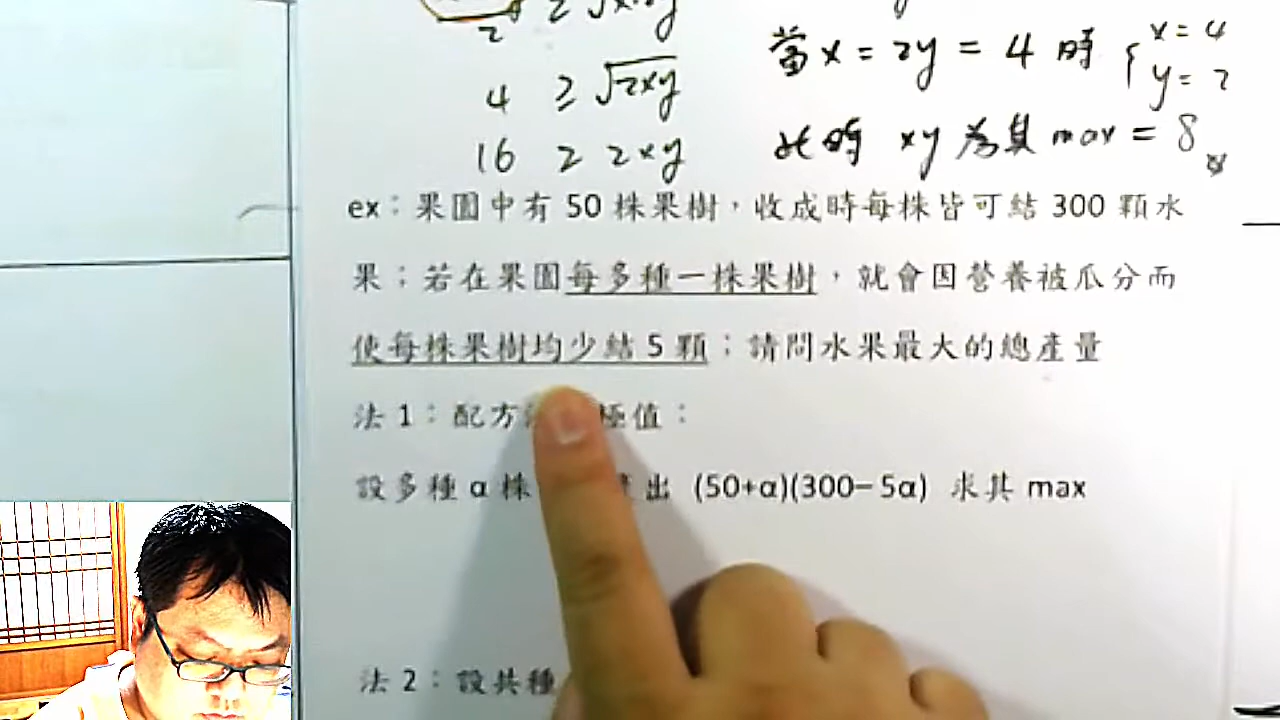 4 ≥ √2xy
16 ≥ 2xy
當 x = 2y = 4 時 { x = 4
y = 2
此時 xy 為其 max = 8
ex：果園中有 50 株果樹，收成時每株皆可結 300 顆水
果；若在果園每多種一株果樹，就會因營養被瓜分而
使每株果樹均少結 5 顆；請問水果最大的總產量
法 1：配方 極值：
設多種 α 株 出 (50+α)(300−5α) 求其 max
法 2：設共種